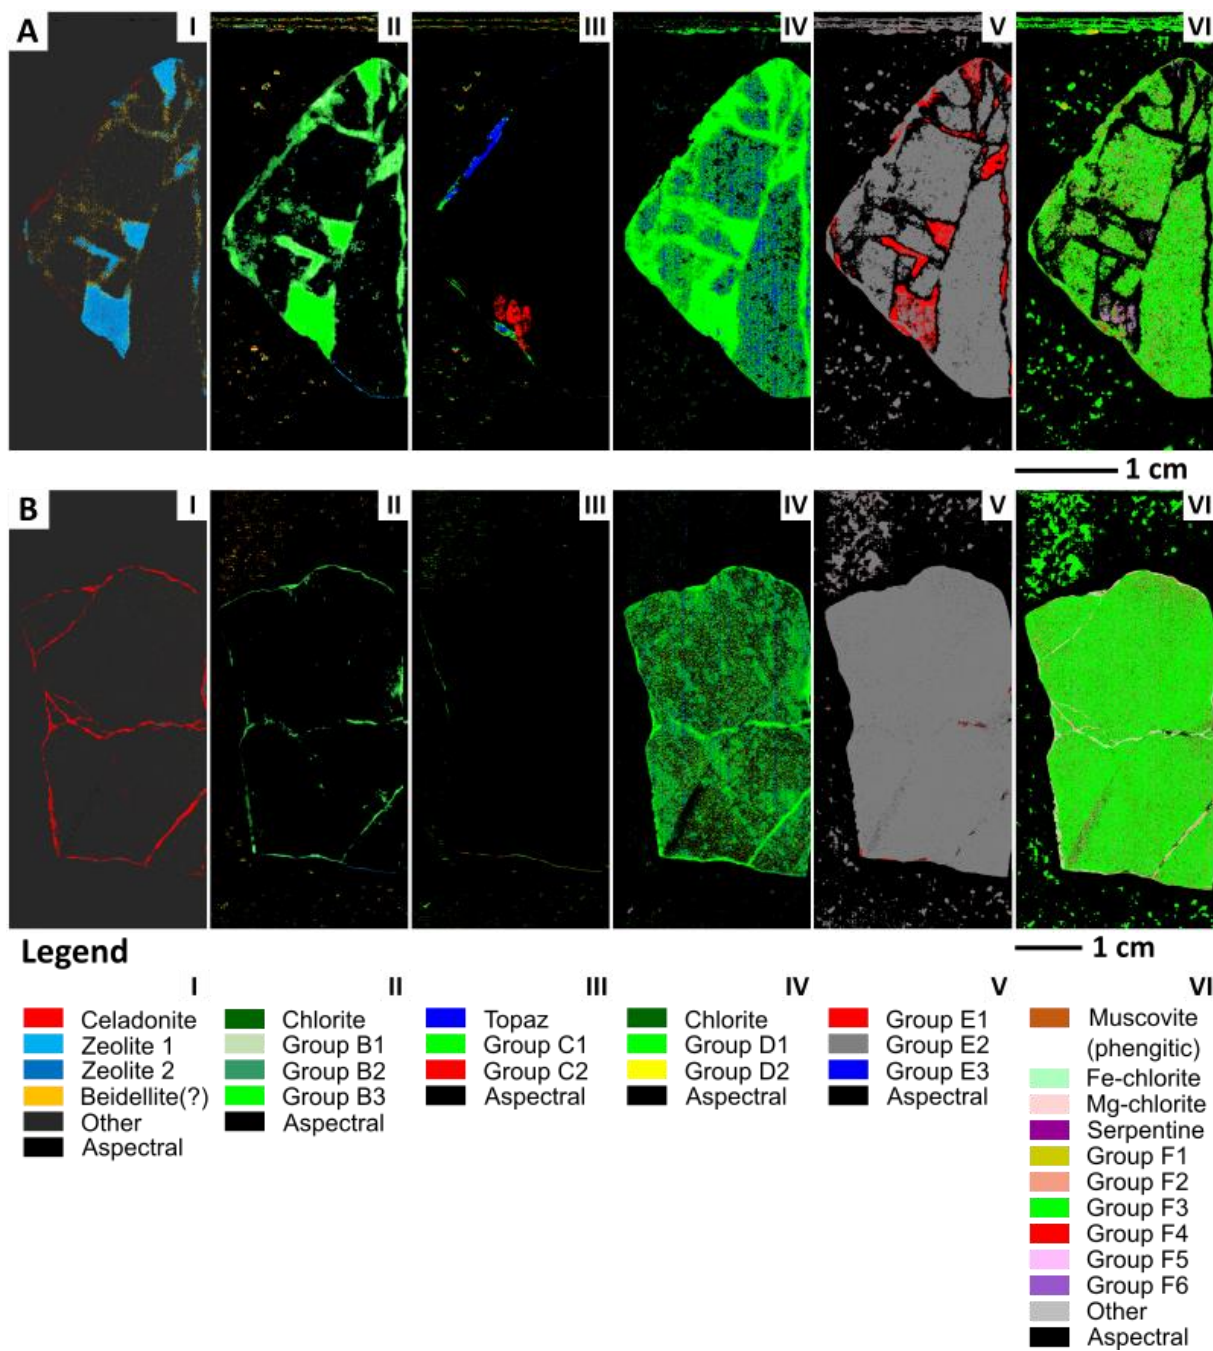 A I II III IV V VI
1 cm
B I II III IV V VI
1 cm
Legend
I
Celadonite
Zeolite 1
Zeolite 2
Beidellite(?)
Other
Aspectral
II
Chlorite
Group B1
Group B2
Group B3
Aspectral
III
Topaz
Group C1
Group C2
Aspectral
IV
Chlorite
Group D1
Group D2
Aspectral
V
Group E1
Group E2
Group E3
Aspectral
VI
Muscovite
(phengitic)
Fe-chlorite
Mg-chlorite
Serpentine
Group F1
Group F2
Group F3
Group F4
Group F5
Group F6
Other
Aspectral